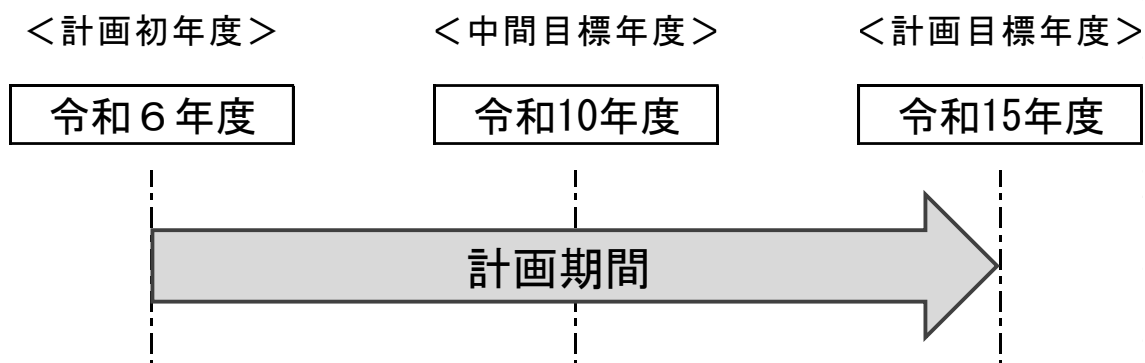 ＜計画初年度＞ ＜中間目標年度＞ ＜計画目標年度＞
令和６年度 令和10年度 令和15年度
計画期間